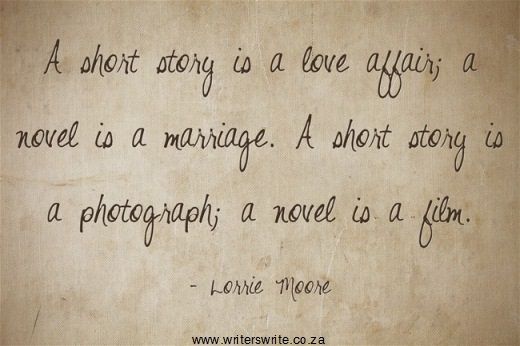 A short story is a love affair; a
novel is a marriage. A short story is
a photograph; a novel is a film.
- Lorrie Moore
www.writerswrite.co.za